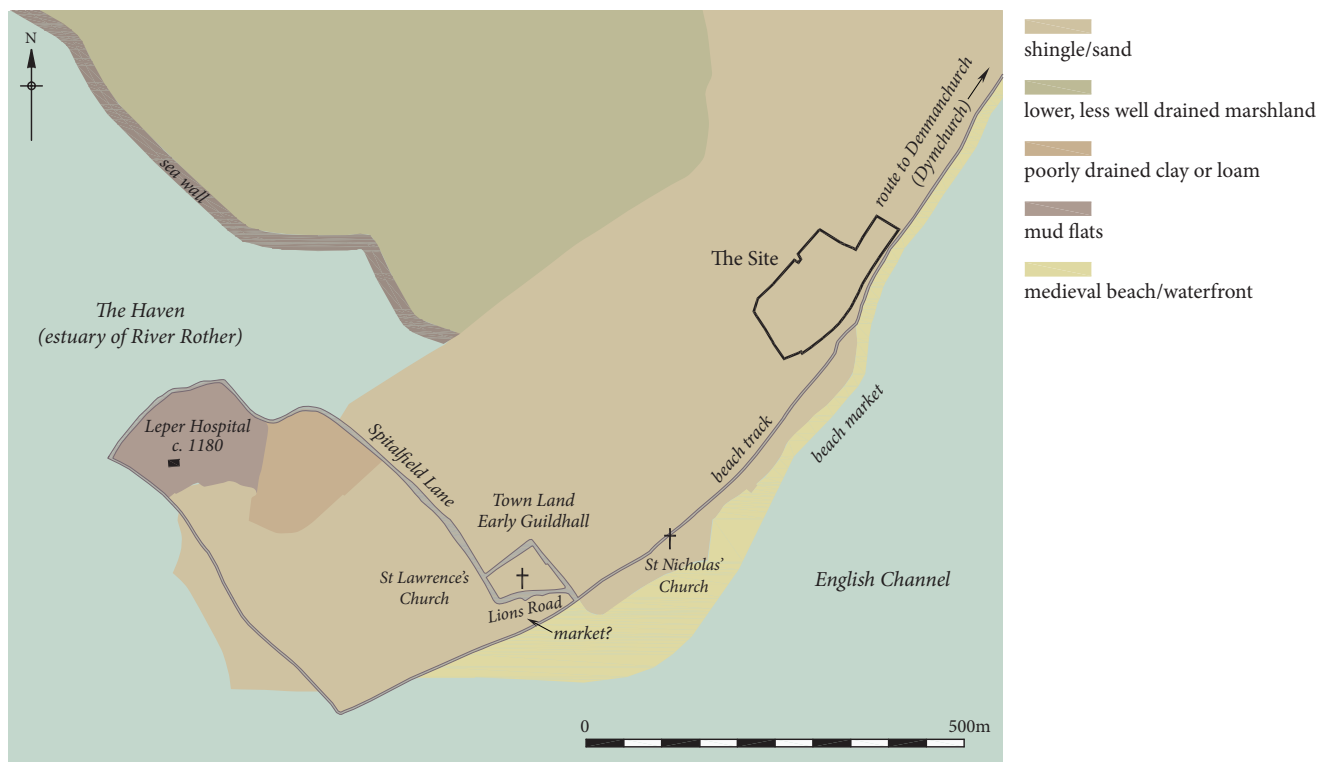 N
sea wall
The Haven
(estuary of River Rother)
Leper Hospital
c. 1180
Spitalfield Lane
Town Land
Early Guildhall
St Lawrence's
Church
Lions Road
market?
St Nicholas'
Church
beach track
beach market
The Site
route to Denmanchurch
(Dymchurch)
English Channel
0
500m
shingle/sand
lower, less well drained marshland
poorly drained clay or loam
mud flats
medieval beach/waterfront